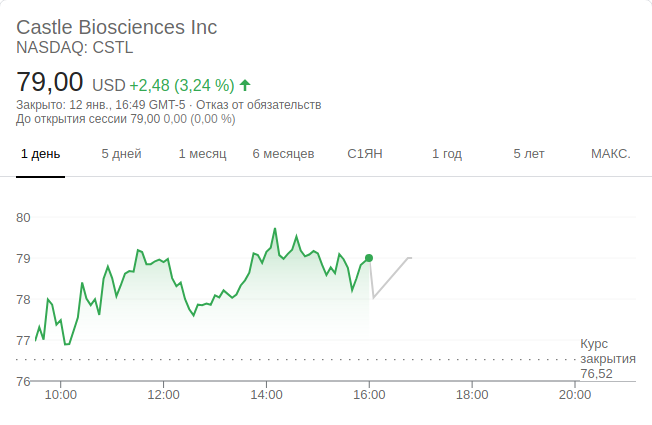 Castle Biosciences Inc
NASDAQ: CSTL
79,00 USD +2,48 (3,24 %)
Закрыто: 12 янв., 16:49 GMT-5 · Отказ от обязательств
До открытия сессии 79,00 0,00 (0,00 %)
1 день 5 дней 1 месяц 6 месяцев С1ЯН 1 год 5 лет МАКС.
80
79
78
77
Курс
закрытия
76,52
76
10:00 12:00 14:00 16:00 18:00 20:00